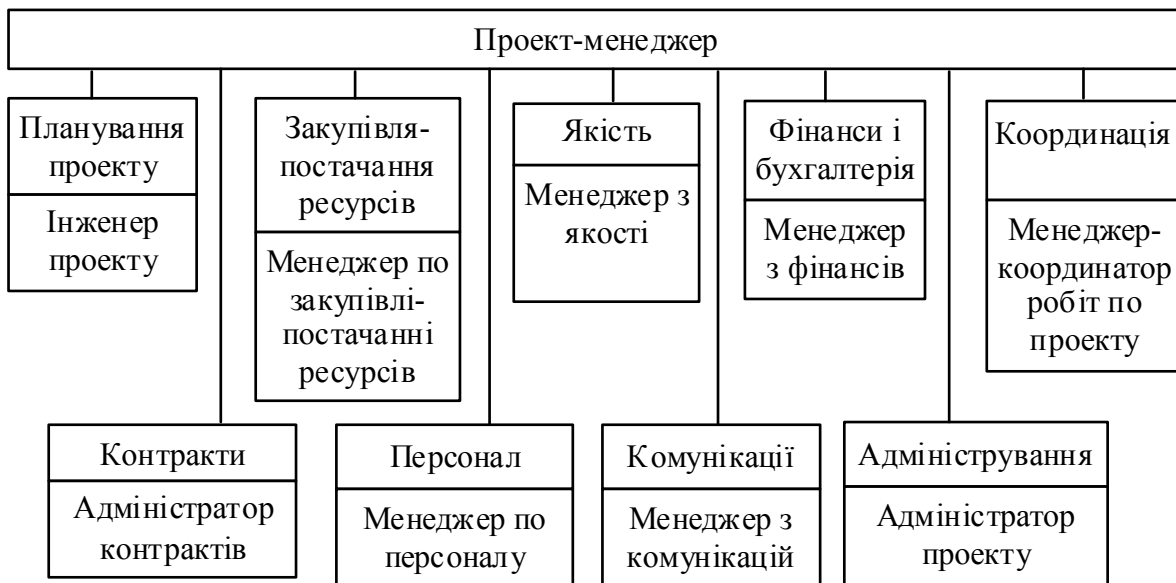 Проект-менеджер
Планування
проекту
Інженер
проекту
Закупівля-
постачання
ресурсів
Менеджер по
закупівлі-
постачанні
ресурсів
Якість
Менеджер з
якості
Фінанси і
бухгалтерія
Менеджер
з фінансів
Координація
Менеджер-
координатор
робіт по
проекту
Контракти
Адміністратор
контрактів
Персонал
Менеджер по
персоналу
Комунікації
Менеджер з
комунікацій
Адміністрування
Адміністратор
проекту